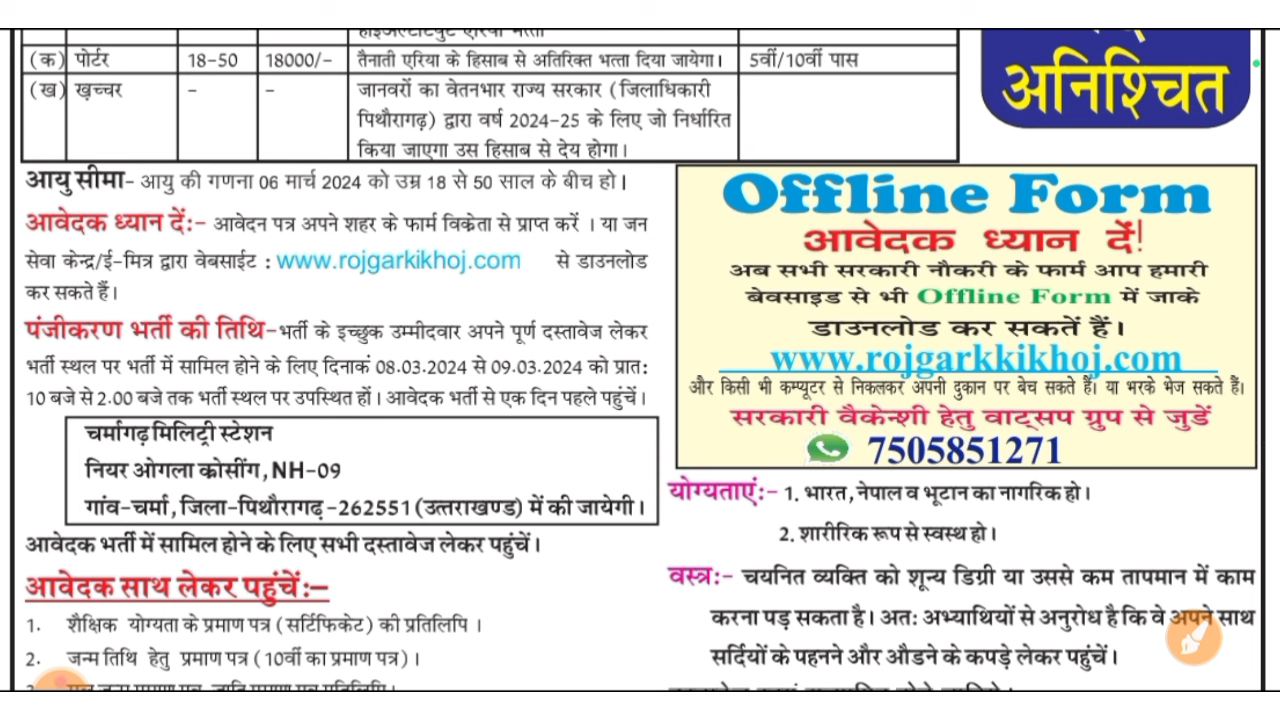 (क) पोर्टर 18-50 18000/- तैनाती एरिया के हिसाब से अतिरिक्त भत्ता दिया जायेगा। 5वीं/10वीं पास
(ख) ख़च्चर - - जानवरों का वेतनभार राज्य सरकार (जिलाधिकारी
पिथौरागढ़) द्वारा वर्ष 2024-25 के लिए जो निर्धारित
किया जाएगा उस हिसाब से देय होगा।
अनिश्चित
आयु सीमा- आयु की गणना 06 मार्च 2024 को उम्र 18 से 50 साल के बीच हो।
आवेदक ध्यान दें:- आवेदन पत्र अपने शहर के फार्म विक्रेता से प्राप्त करें । या जन
सेवा केन्द्र/ई-मित्र द्वारा वेबसाईट : www.rojgarkikhoj.com से डाउनलोड
कर सकते हैं।
पंजीकरण भर्ती की तिथि-भर्ती के इच्छुक उम्मीदवार अपने पूर्ण दस्तावेज लेकर
भर्ती स्थल पर भर्ती में सामिल होने के लिए दिनाकं 08.03.2024 से 09.03.2024 को प्रात:
10 बजे से 2.00 बजे तक भर्ती स्थल पर उपस्थित हों। आवेदक भर्ती से एक दिन पहले पहुंचें।
चर्मागढ़ मिलिट्री स्टेशन
नियर ओगला क्रोसींग, NH-09
गांव-चर्मा, जिला-पिथौरागढ़-262551 (उत्तराखण्ड) में की जायेगी।
आवेदक भर्ती में सामिल होने के लिए सभी दस्तावेज लेकर पहुंचें।
आवेदक साथ लेकर पहुंचें:-
1. शैक्षिक योग्यता के प्रमाण पत्र (सर्टिफिकेट) की प्रतिलिपि ।
2. जन्म तिथि हेतु प्रमाण पत्र (10वीं का प्रमाण पत्र)।
Offline Form
आवेदक ध्यान दें!
अब सभी सरकारी नौकरी के फार्म आप हमारी
बेवसाइड से भी Offline Form में जाके
डाउनलोड कर सकतें हैं।
www.rojgarkkikhoj.com
और किसी भी कम्प्यूटर से निकलकर अपनी दुकान पर बेच सकते हैं। या भरके भेज सकते हैं।
सरकारी वैकेन्शी हेतु वाट्सप ग्रुप से जुडें
7505851271
योग्यताएं:- 1. भारत, नेपाल व भूटान का नागरिक हो।
2. शारीरिक रूप से स्वस्थ हो।
वस्त्र:- चयनित व्यक्ति को शून्य डिग्री या उससे कम तापमान में काम
करना पड़ सकता है। अत: अभ्याथियों से अनुरोध है कि वे अपने साथ
सर्दियों के पहनने और औडने के कपड़े लेकर पहुंचें।